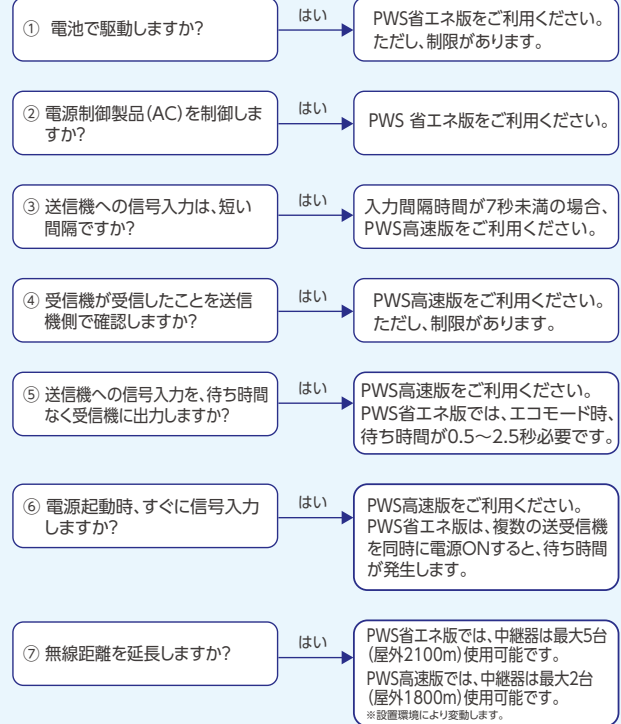 ① 電池で駆動しますか?
はい
PWS省エネ版をご利用ください。
ただし、制限があります。
② 電源制御製品(AC)を制御しま
すか?
はい
PWS 省エネ版をご利用ください。
③ 送信機への信号入力は、短い
間隔ですか?
はい
入力間隔時間が7秒未満の場合、
PWS高速版をご利用ください。
④ 受信機が受信したことを送信
機側で確認しますか?
はい
PWS高速版をご利用ください。
ただし、制限があります。
⑤ 送信機への信号入力を、待ち時間
なく受信機に出力しますか?
はい
PWS高速版をご利用ください。
PWS省エネ版では、エコモード時、
待ち時間が0.5〜2.5秒必要です。
⑥ 電源起動時、すぐに信号入力
しますか?
はい
PWS高速版をご利用ください。
PWS省エネ版は、複数の送受信機
を同時に電源ONすると、待ち時間
が発生します。
⑦ 無線距離を延長しますか?
はい
PWS省エネ版では、中継器は最大5台
(屋外2100m)使用可能です。
PWS高速版では、中継器は最大2台
(屋外1800m)使用可能です。
※設置環境により変動します。